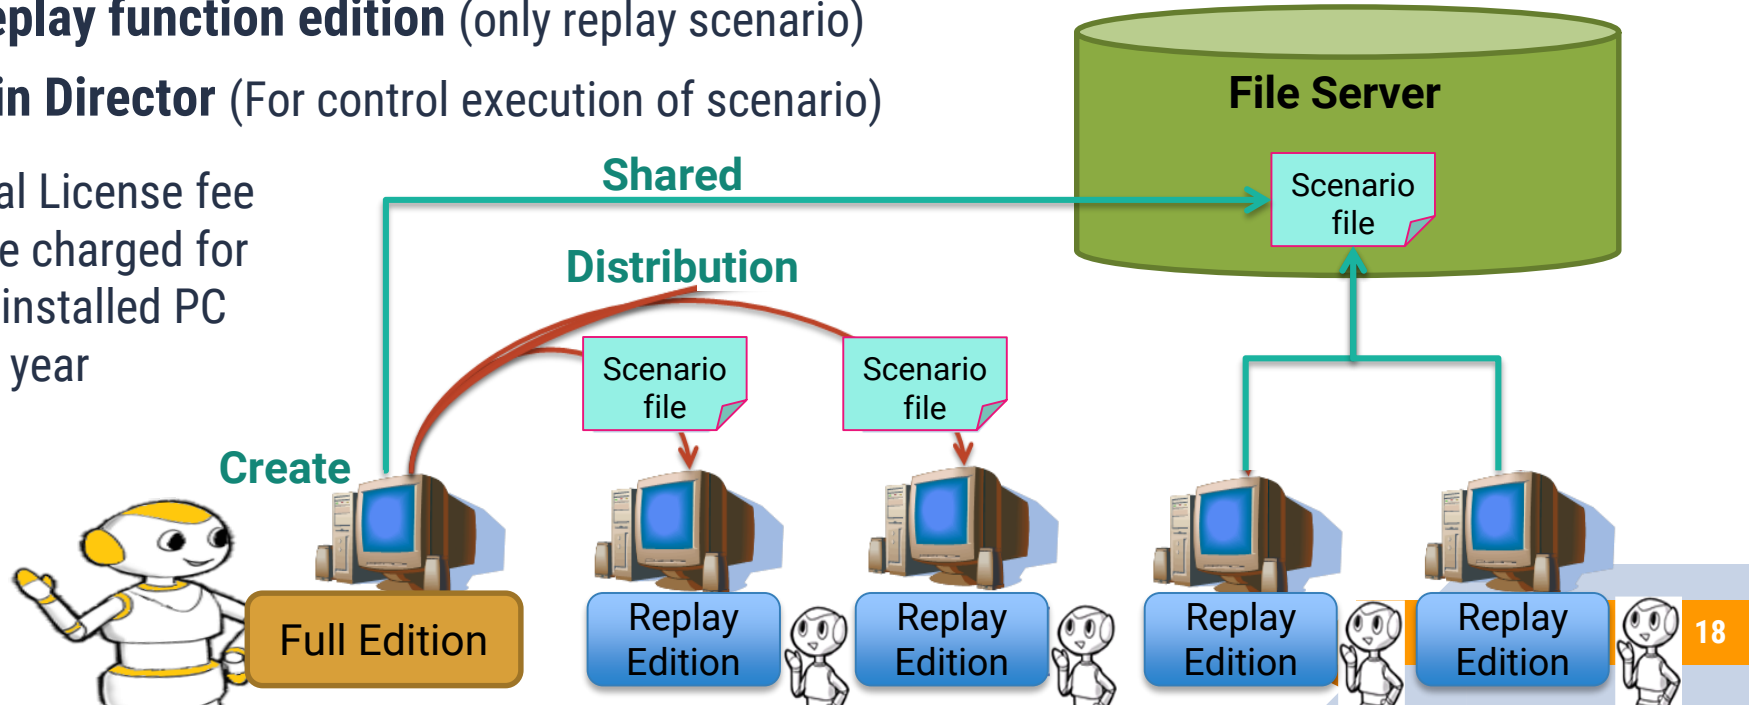 eplay function edition (only replay scenario)
in Director (For control execution of scenario)
al License fee
e charged for
installed PC
year
File Server
Scenario
file
Shared
Distribution
Scenario
file
Scenario
file
Create
Full Edition
Replay
Edition
Replay
Edition
Replay
Edition
Replay
Edition
18